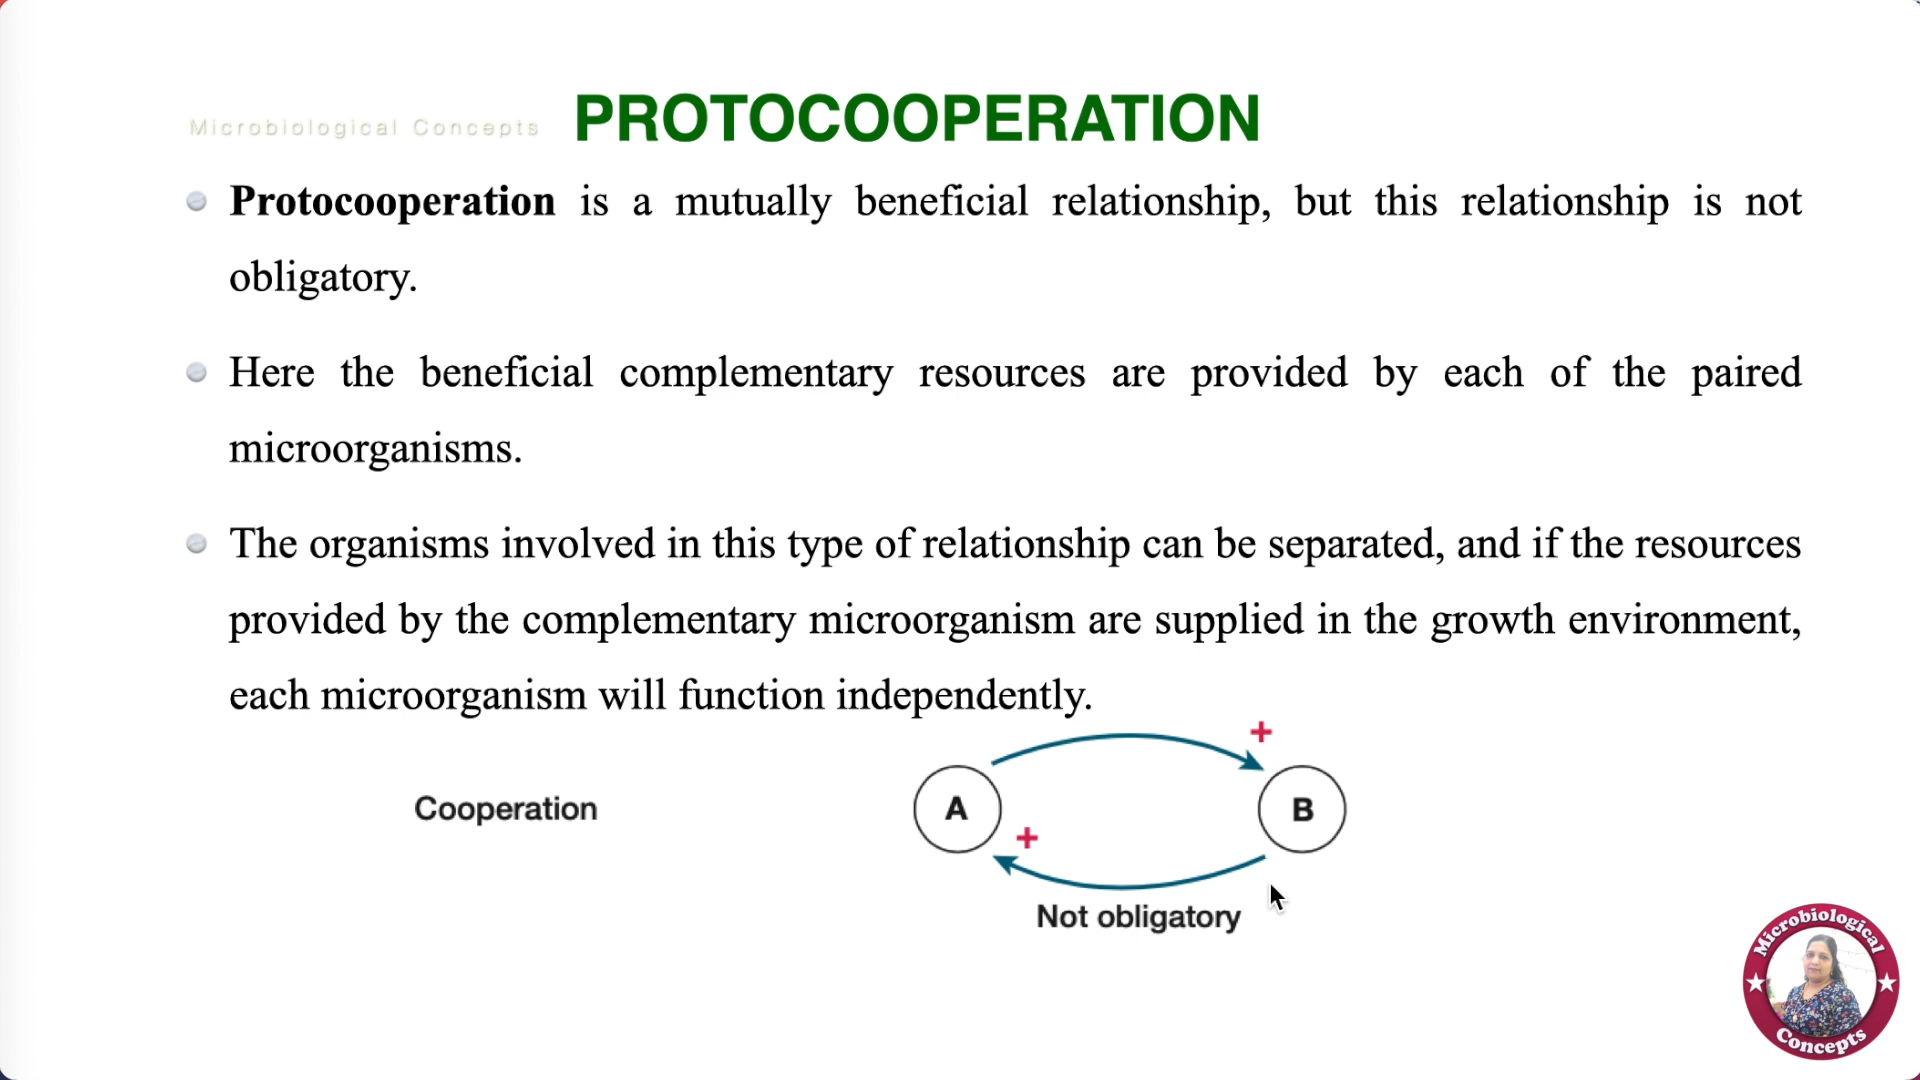 Microbiological Concepts
PROTOCOOPERATION
Protocooperation is a mutually beneficial relationship, but this relationship is not
obligatory.
Here the beneficial complementary resources are provided by each of the paired
microorganisms.
The organisms involved in this type of relationship can be separated, and if the resources
provided by the complementary microorganism are supplied in the growth environment,
each microorganism will function independently.
+
Cooperation
A
B
+
Not obligatory
Microbiological
Concepts